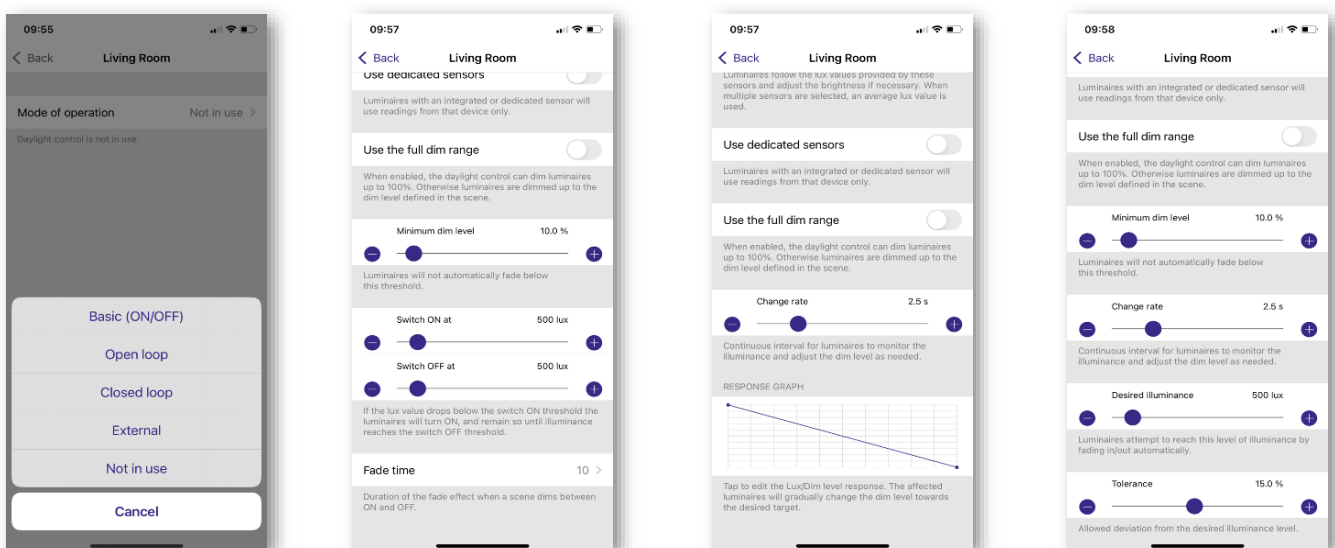 09:55
Back
Living Room
Mode of operation
Not in use
Daylight control is not in use.
Basic (ON/OFF)
Open loop
Closed loop
External
Not in use
Cancel
09:57
Back
Living Room
Use dedicated sensors
Luminaires with an integrated or dedicated sensor will
use readings from that device only.
Use the full dim range
When enabled, the daylight control can dim luminaires
up to 100%. Otherwise luminaires are dimmed up to the
dim level defined in the scene.
Minimum dim level 10.0 %
Luminaires will not automatically fade below
this threshold.
Switch ON at 500 lux
Switch OFF at 500 lux
If the lux value drops below the switch ON threshold the
luminaires will turn ON, and remain so until illuminance
reaches the switch OFF threshold.
Fade time 10
Duration of the fade effect when a scene dims between
ON and OFF.
09:57
Back
Living Room
Luminaires follow the lux values provided by these
sensors and adjust the brightness if necessary. When
multiple sensors are selected, an average lux value is
used.
Use dedicated sensors
Luminaires with an integrated or dedicated sensor will
use readings from that device only.
Use the full dim range
When enabled, the daylight control can dim luminaires
up to 100%. Otherwise luminaires are dimmed up to the
dim level defined in the scene.
Change rate 2.5 s
Continuous interval for luminaires to monitor the
illuminance and adjust the dim level as needed.
RESPONSE GRAPH
Tap to edit the Lux/Dim level response. The affected
luminaires will gradually change the dim level towards
the desired target.
09:58
Back
Living Room
Luminaires with an integrated or dedicated sensor will
use readings from that device only.
Use the full dim range
When enabled, the daylight control can dim luminaires
up to 100%. Otherwise luminaires are dimmed up to the
dim level defined in the scene.
Minimum dim level 10.0 %
Luminaires will not automatically fade below
this threshold.
Change rate 2.5 s
Continuous interval for luminaires to monitor the
illuminance and adjust the dim level as needed.
Desired illuminance 500 lux
Luminaires attempt to reach this level of illuminance by
fading in/out automatically.
Tolerance 15.0 %
Allowed deviation from the desired illuminance level.